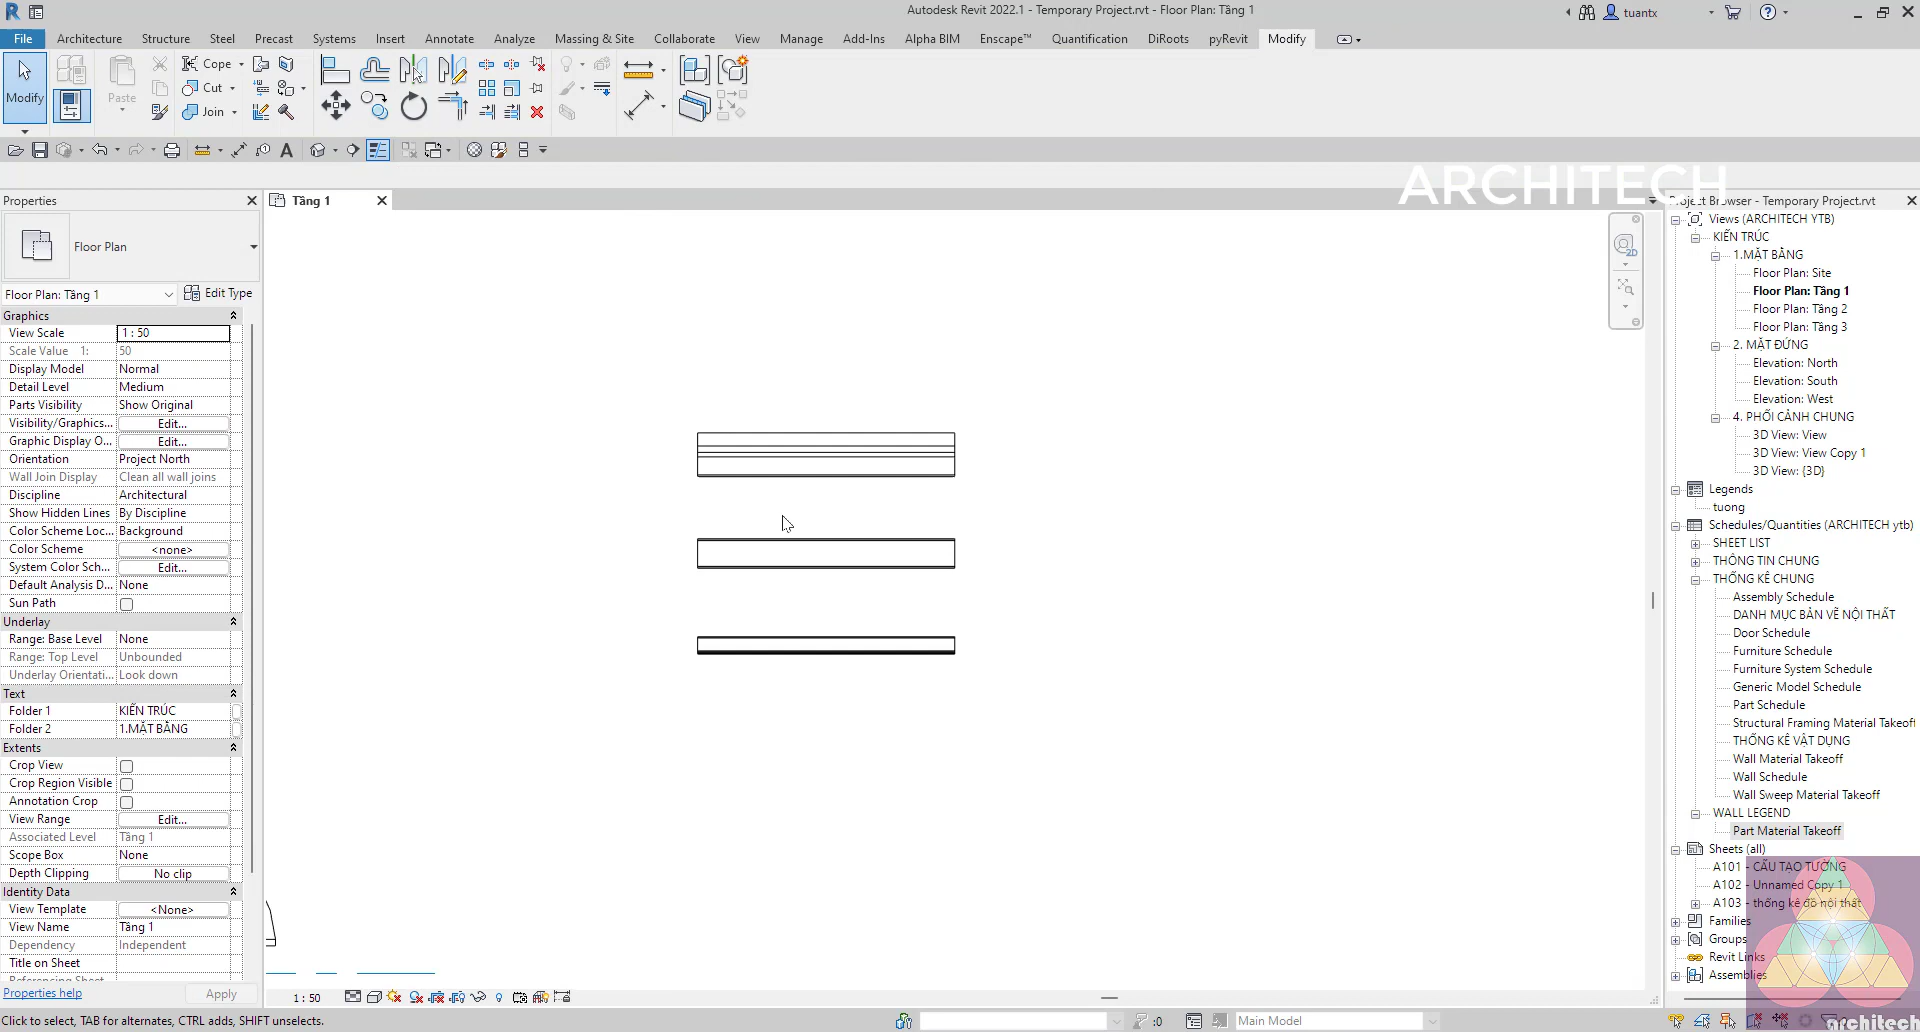 Autodesk Revit 2022.1 - Temporary Project.rvt - Floor Plan: Tầng 1
tuantx
File Architecture Structure Steel Precast Systems Insert Annotate Analyze Massing & Site Collaborate View Manage Add-Ins Alpha BIM Enscape™ Quantification DiRoots pyRevit Modify
Modify
Paste
Cope
Cut
Join
ARCHITECH
Properties
Floor Plan
Floor Plan: Tầng 1
Edit Type
Graphics
View Scale 1 : 50
Scale Value 1: 50
Display Model Normal
Detail Level Medium
Parts Visibility Show Original
Visibility/Graphics... Edit...
Graphic Display O... Edit...
Orientation Project North
Wall Join Display Clean all wall joins
Discipline Architectural
Show Hidden Lines By Discipline
Color Scheme Loc... Background
Color Scheme <none>
System Color Sch... Edit...
Default Analysis D... None
Sun Path
Underlay
Range: Base Level None
Range: Top Level Unbounded
Underlay Orientati... Look down
Text
Folder 1 KIẾN TRÚC
Folder 2 1.MẶT BẰNG
Extents
Crop View
Crop Region Visible
Annotation Crop
View Range Edit...
Associated Level Tầng 1
Scope Box None
Depth Clipping No clip
Identity Data
View Template <None>
View Name Tầng 1
Dependency Independent
Title on Sheet
Referencing Sheet
Properties help
Apply
Tầng 1
2D
1 : 50
Project Browser - Temporary Project.rvt
Views (ARCHITECH YTB)
KIẾN TRÚC
1.MẶT BẰNG
Floor Plan: Site
Floor Plan: Tầng 1
Floor Plan: Tầng 2
Floor Plan: Tầng 3
2. MẶT ĐỨNG
Elevation: North
Elevation: South
Elevation: West
4. PHỐI CẢNH CHUNG
3D View: View
3D View: View Copy 1
3D View: {3D}
Legends
tuong
Schedules/Quantities (ARCHITECH ytb)
SHEET LIST
THÔNG TIN CHUNG
THỐNG KÊ CHUNG
Assembly Schedule
DANH MỤC BẢN VẼ NỘI THẤT
Door Schedule
Furniture Schedule
Furniture System Schedule
Generic Model Schedule
Part Schedule
Structural Framing Material Takeoff
THỐNG KÊ VẬT DỤNG
Wall Material Takeoff
Wall Schedule
Wall Sweep Material Takeoff
WALL LEGEND
Part Material Takeoff
Sheets (all)
A101 - CẤU TẠO TƯỜNG
A102 - Unnamed Copy 1
A103 - thống kê đồ nội thất
Families
Groups
Revit Links
Assemblies
architech
Click to select, TAB for alternates, CTRL adds, SHIFT unselects.
:0
Main Model